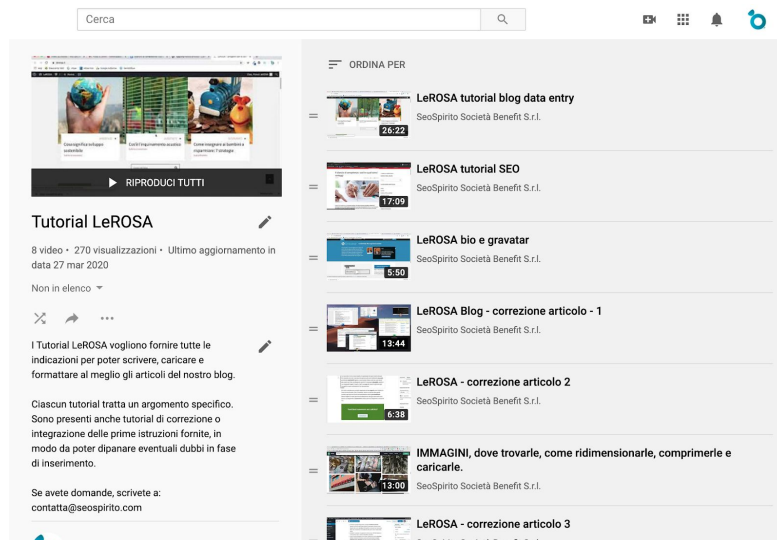 Cerca
RIPRODUCI TUTTI
Tutorial LeROSA
8 video • 270 visualizzazioni • Ultimo aggiornamento in
data 27 mar 2020
Non in elenco
I Tutorial LeROSA vogliono fornire tutte le
indicazioni per poter scrivere, caricare e
formattare al meglio gli articoli del nostro blog.
Ciascun tutorial tratta un argomento specifico.
Sono presenti anche tutorial di correzione o
integrazione delle prime istruzioni fornite, in
modo da poter dipanare eventuali dubbi in fase
di inserimento.
Se avete domande, scrivete a:
contatta@seospirito.com
ORDINA PER
LeROSA tutorial blog data entry
SeoSpirito Società Benefit S.r.l.
26:22
LeROSA tutorial SEO
SeoSpirito Società Benefit S.r.l.
17:09
LeROSA bio e gravatar
SeoSpirito Società Benefit S.r.l.
5:50
LeROSA Blog - correzione articolo - 1
SeoSpirito Società Benefit S.r.l.
13:44
LeROSA - correzione articolo 2
SeoSpirito Società Benefit S.r.l.
6:38
IMMAGINI, dove trovarle, come ridimensionarle, comprimerle e
caricarle.
SeoSpirito Società Benefit S.r.l.
13:00
LeROSA - correzione articolo 3